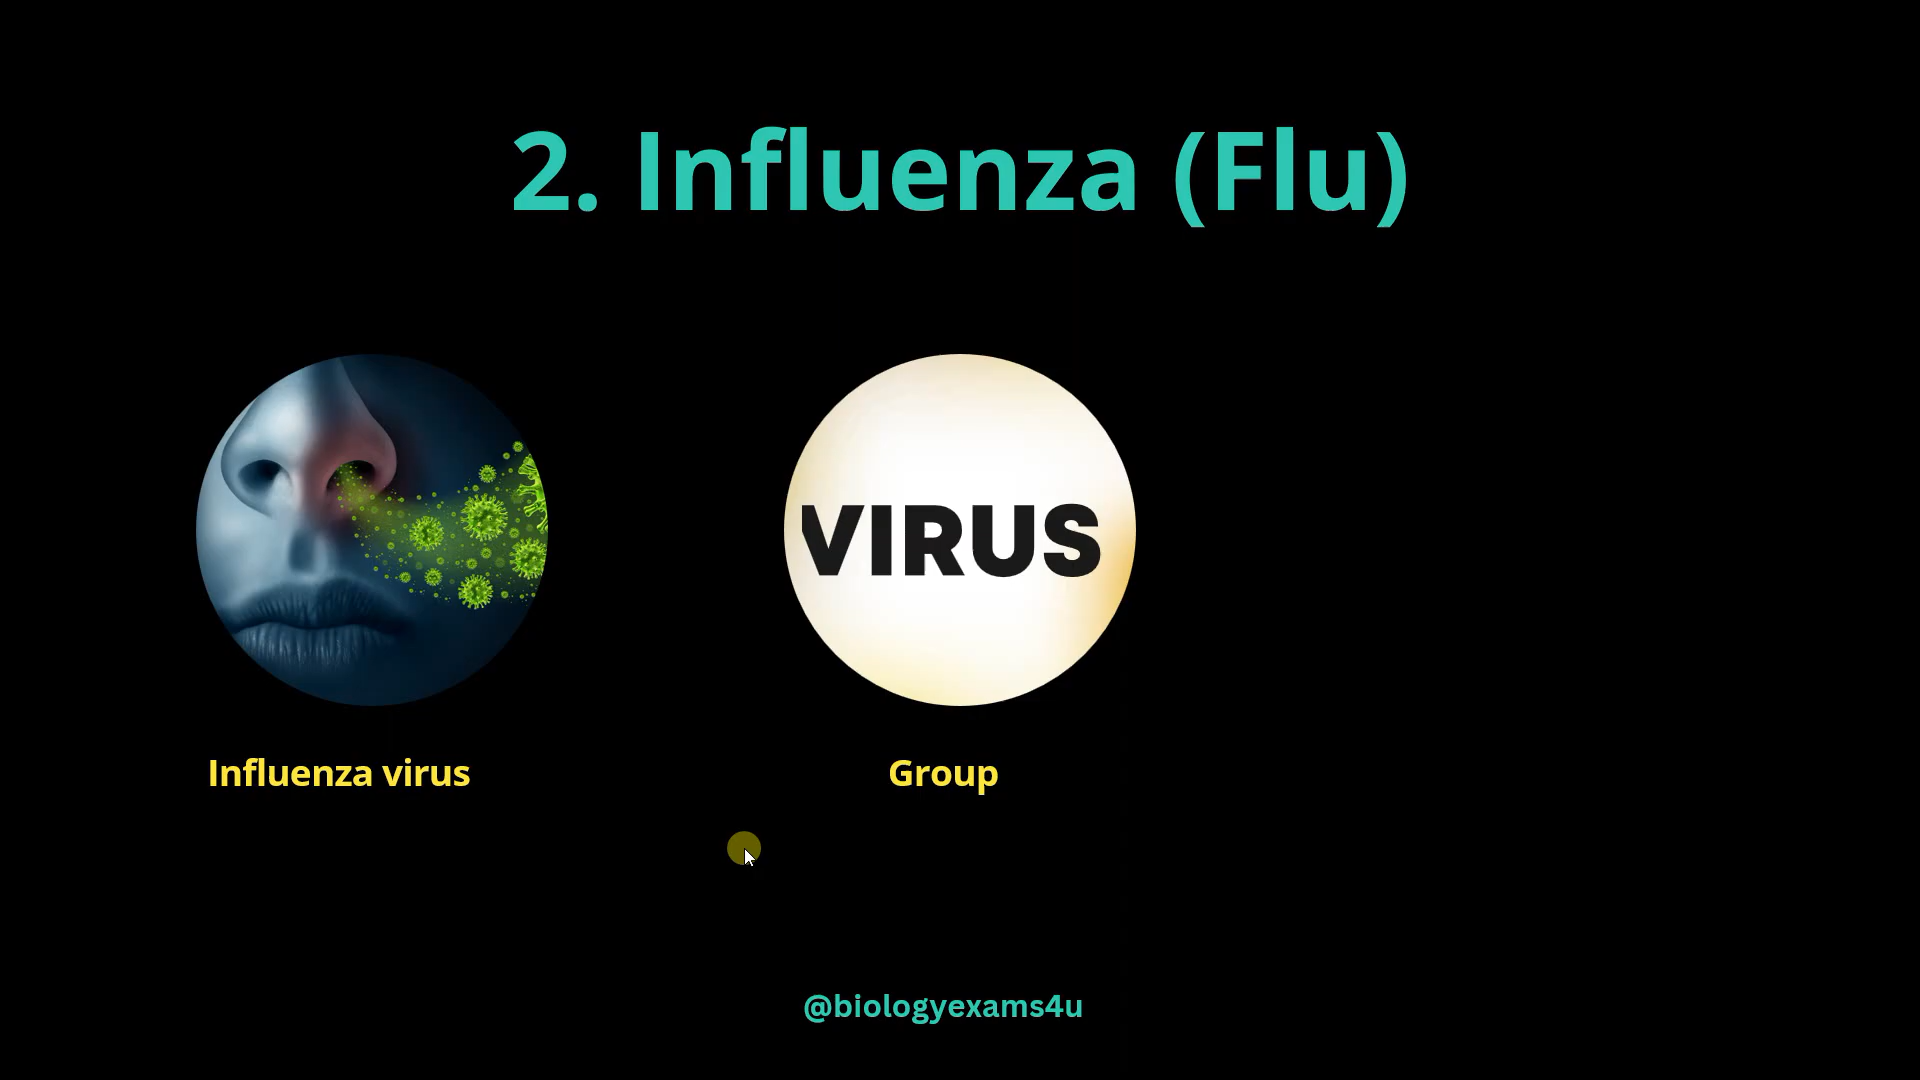 2. Influenza (Flu)
VIRUS
Influenza virus
Group
@biologyexams4u